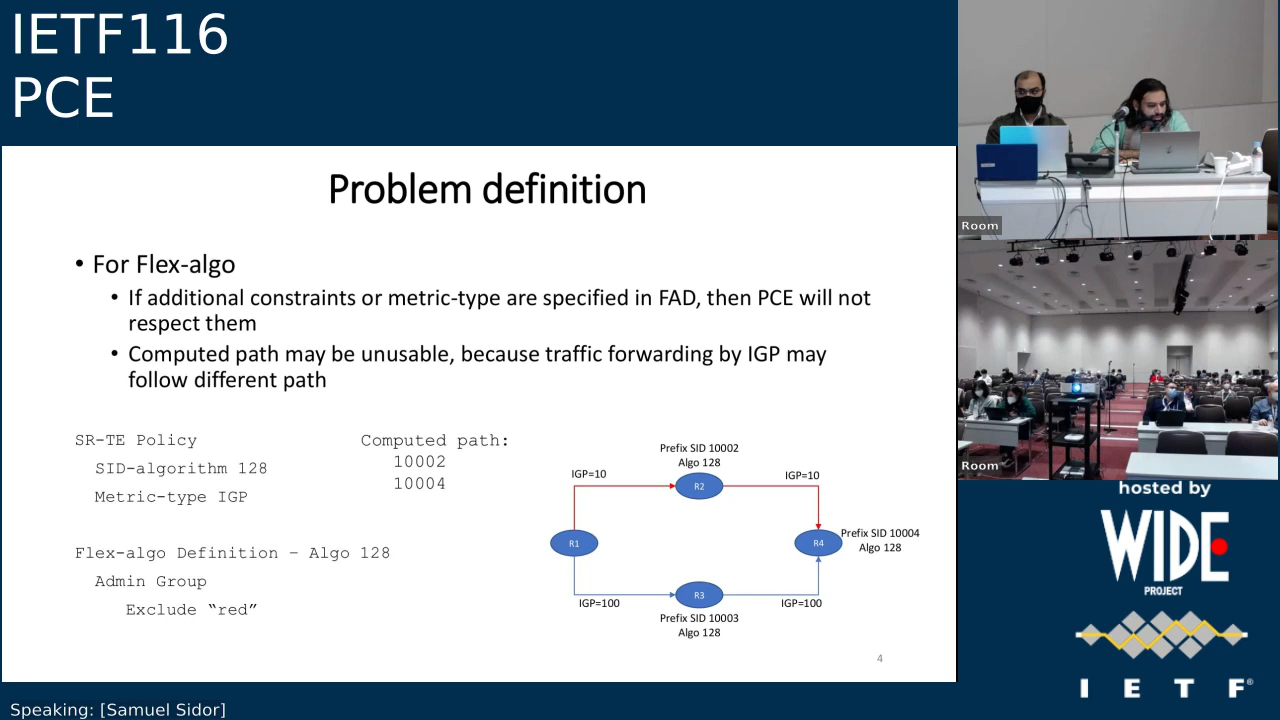 IETF116
PCE
Problem definition
• For Flex-algo
• If additional constraints or metric-type are specified in FAD, then PCE will not
respect them
• Computed path may be unusable, because traffic forwarding by IGP may
follow different path
SR-TE Policy
SID-algorithm 128
Metric-type IGP
Flex-algo Definition – Algo 128
Admin Group
Exclude “red”
Computed path:
10002
10004
Prefix SID 10002
Algo 128
IGP=10
R2
IGP=10
R1
R4
Prefix SID 10004
Algo 128
IGP=100
R3
IGP=100
Prefix SID 10003
Algo 128
4
Room
Room
hosted by
WIDE
PROJECT
I E T F®
Speaking: [Samuel Sidor]